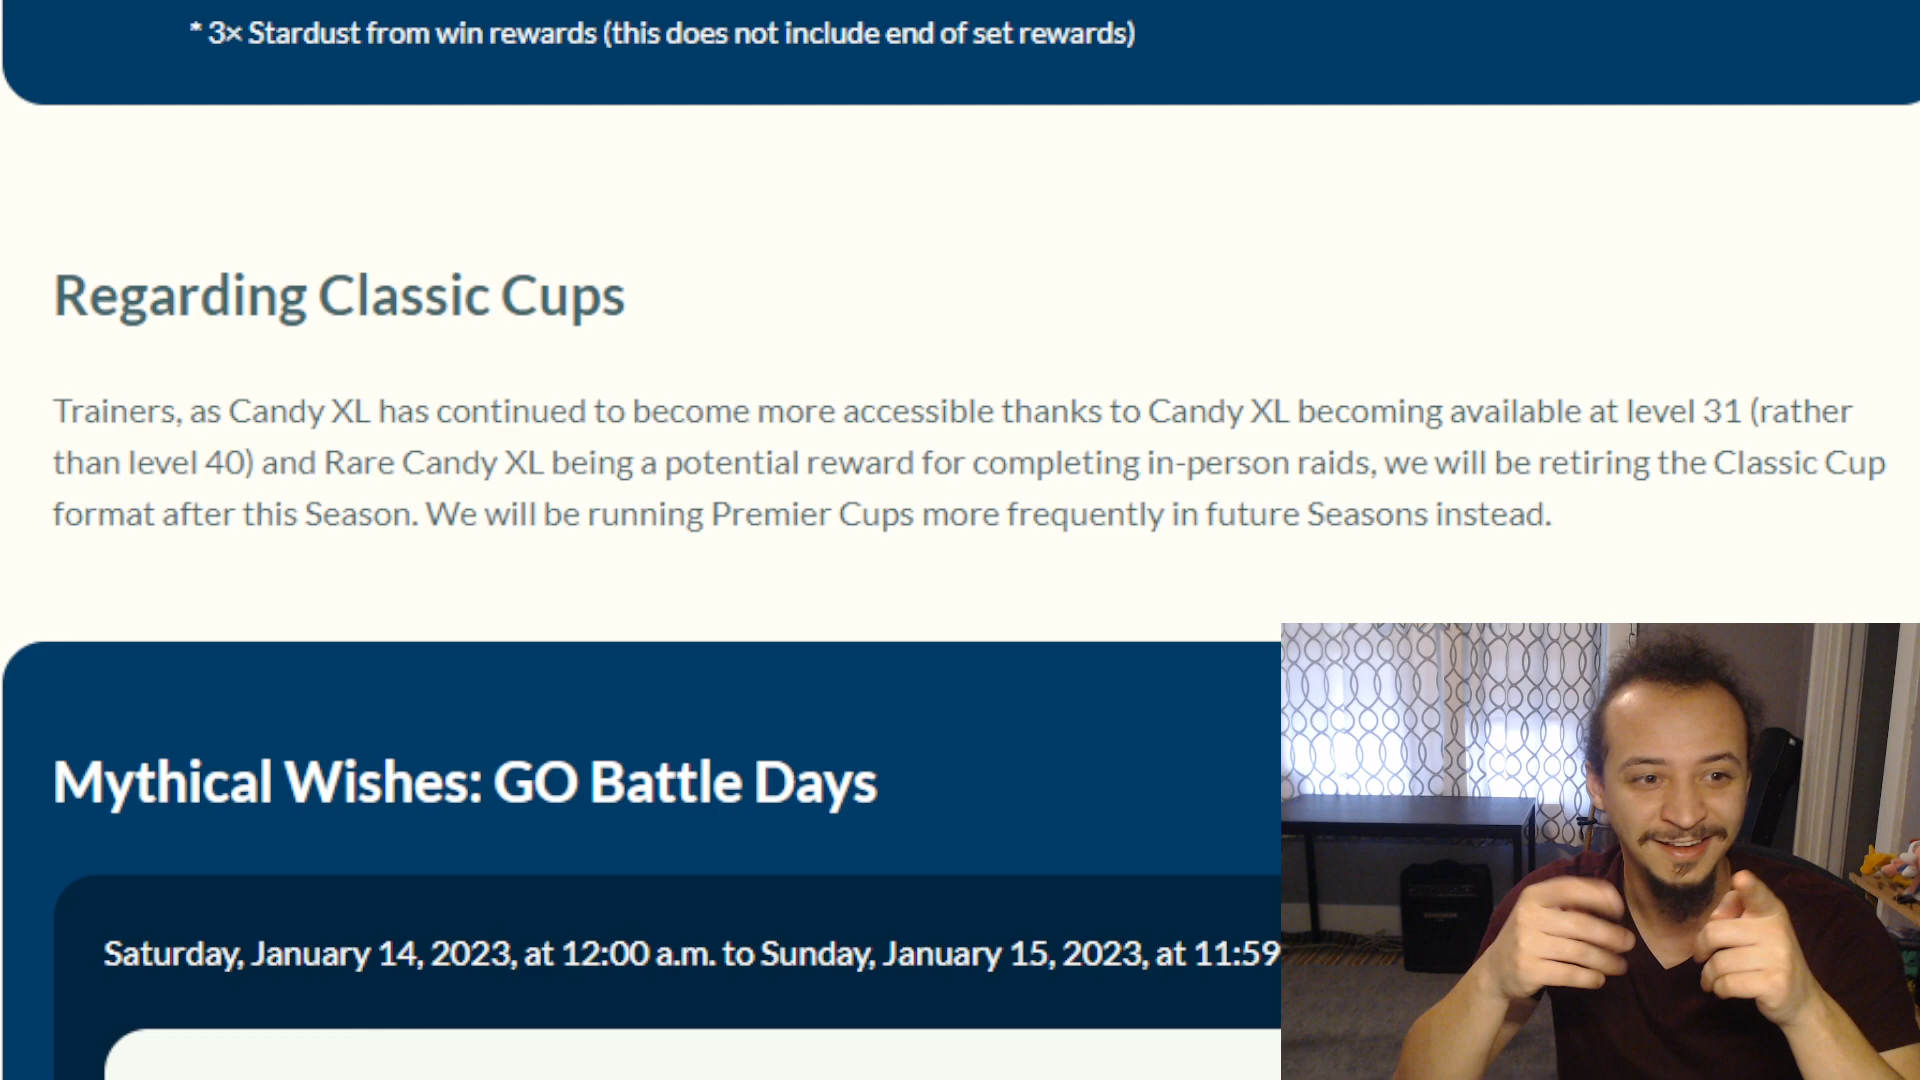 * 3× Stardust from win rewards (this does not include end of set rewards)
Regarding Classic Cups
Trainers, as Candy XL has continued to become more accessible thanks to Candy XL becoming available at level 31 (rather
than level 40) and Rare Candy XL being a potential reward for completing in-person raids, we will be retiring the Classic Cup
format after this Season. We will be running Premier Cups more frequently in future Seasons instead.
Mythical Wishes: GO Battle Days
Saturday, January 14, 2023, at 12:00 a.m. to Sunday, January 15, 2023, at 11:59